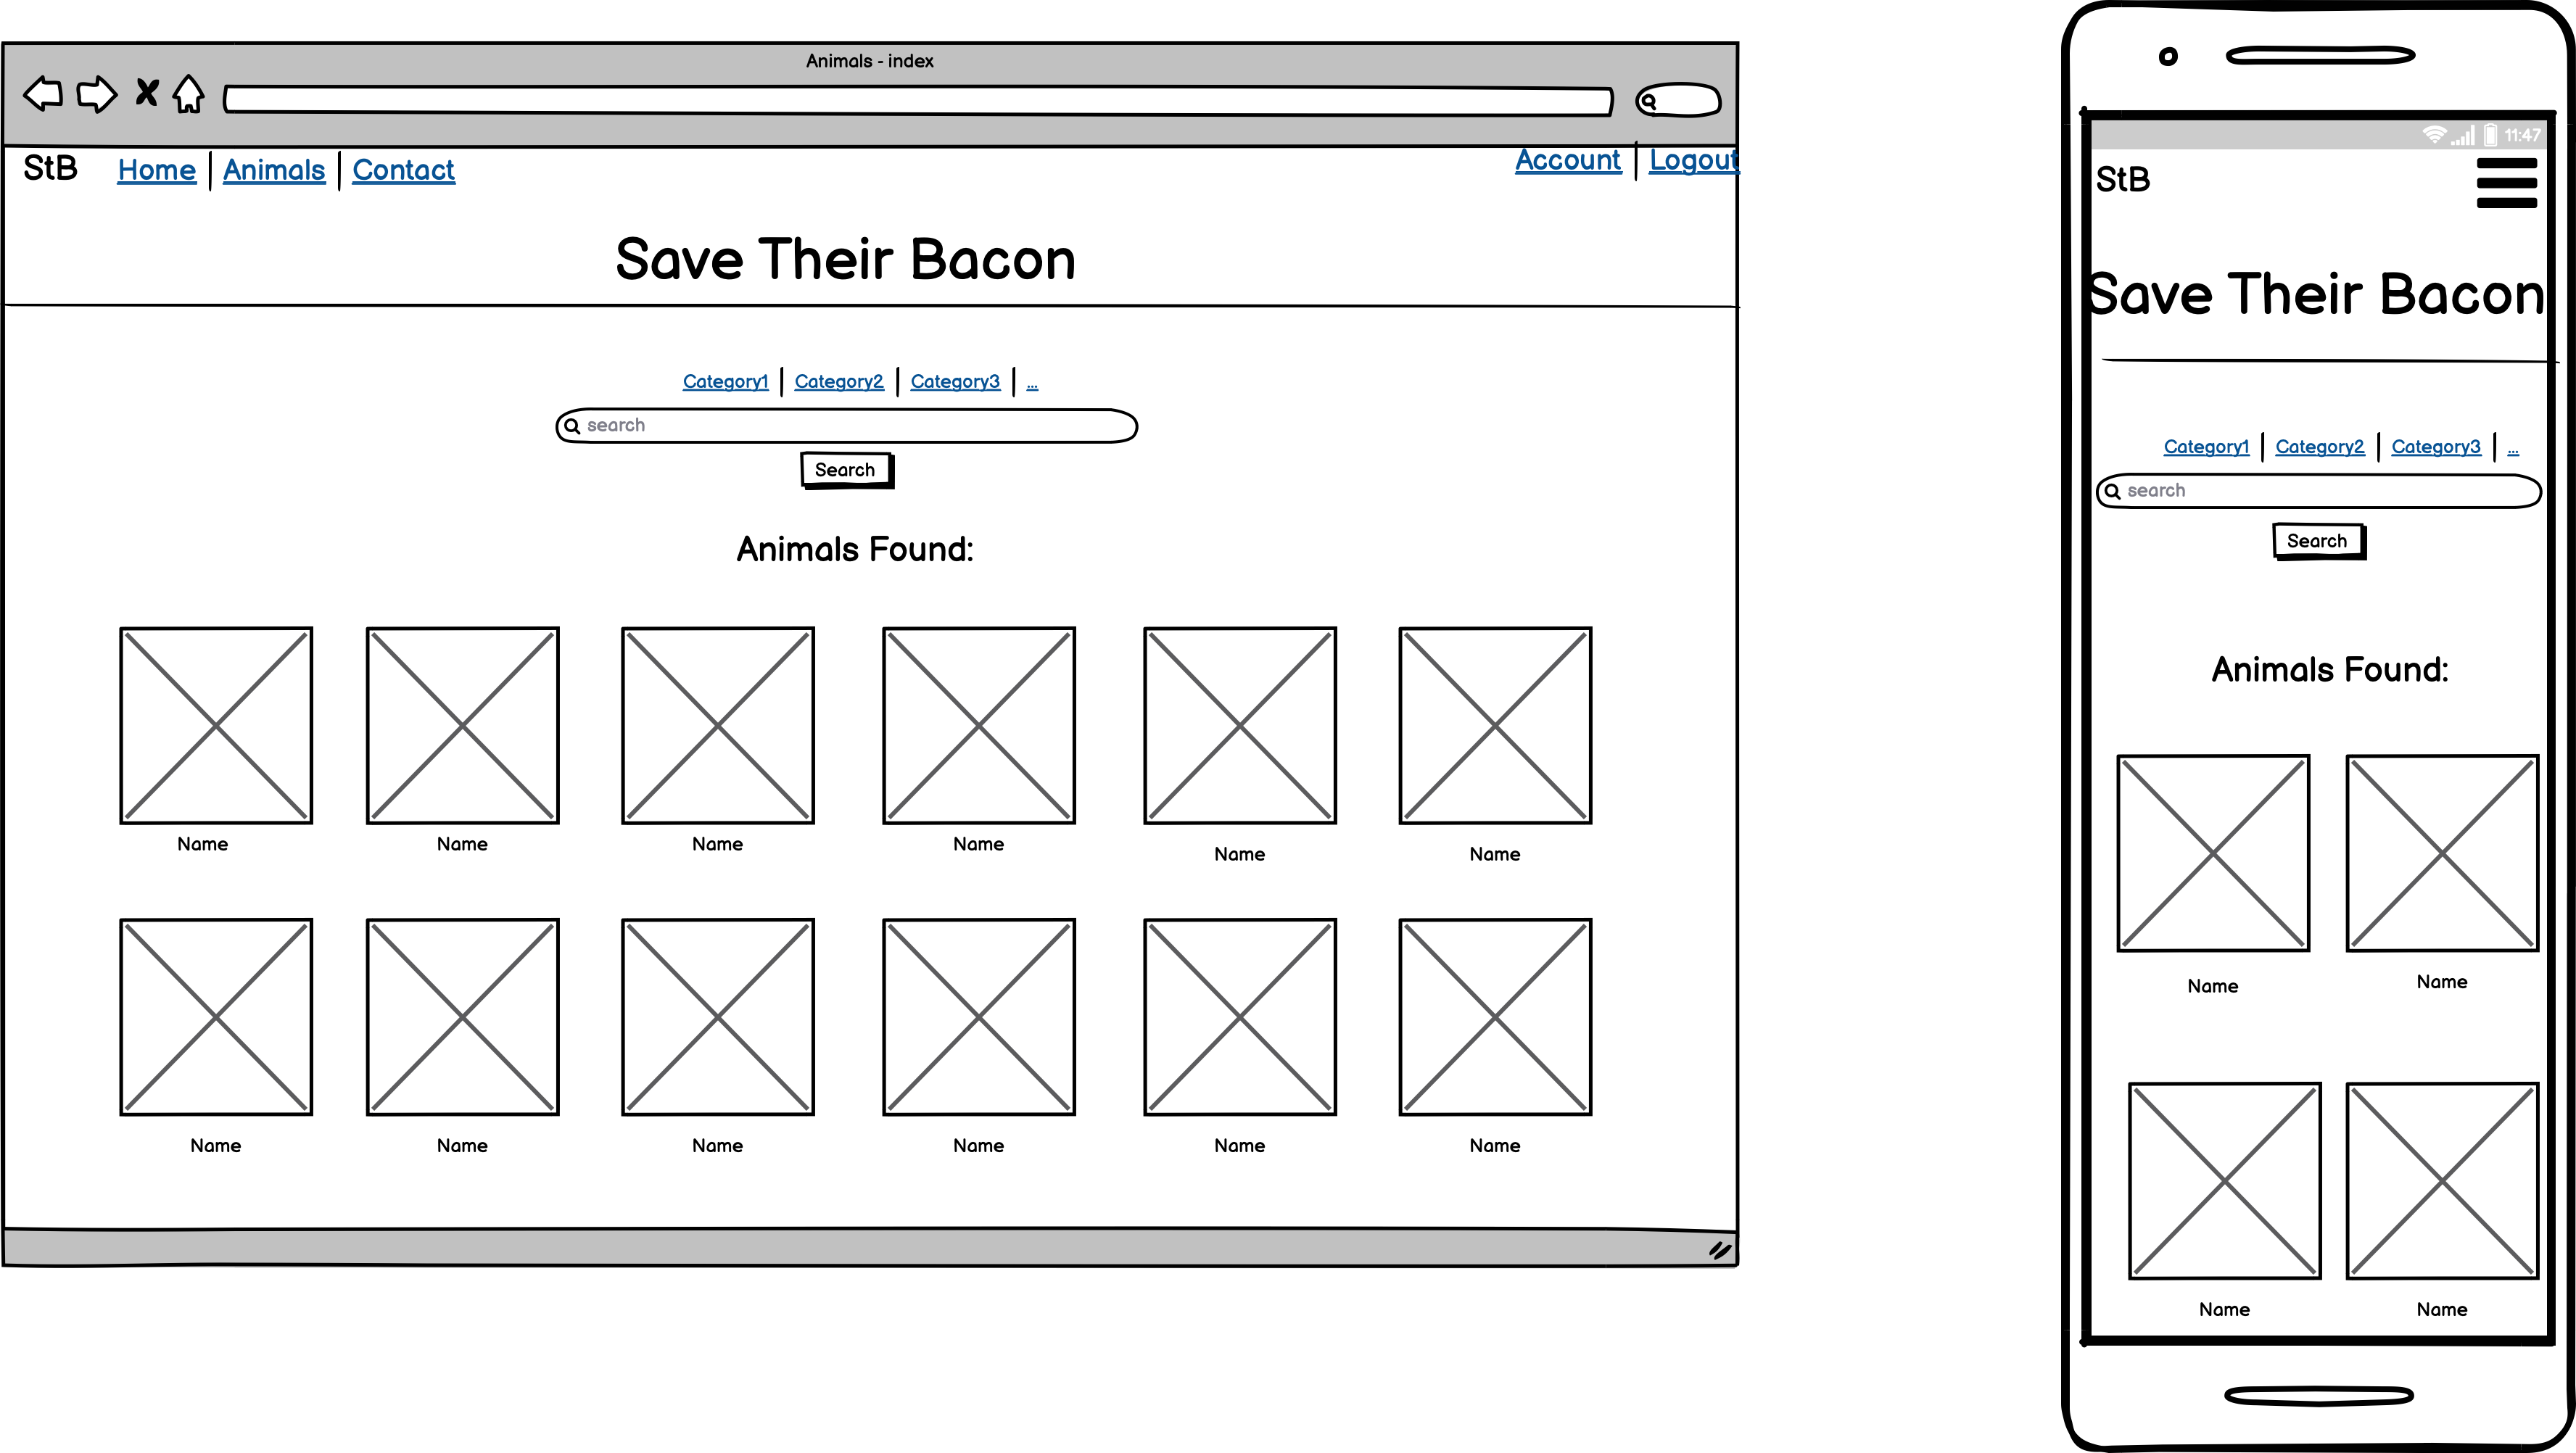 Animals - index
StB Home Animals Contact Account Logout
Save Their Bacon
Category1 Category2 Category3 ...
search
Search
Animals Found:
Name Name Name Name Name Name
Name Name Name Name Name Name
11:47
StB
Save Their Bacon
Category1 Category2 Category3 ...
search
Search
Animals Found:
Name Name
Name Name